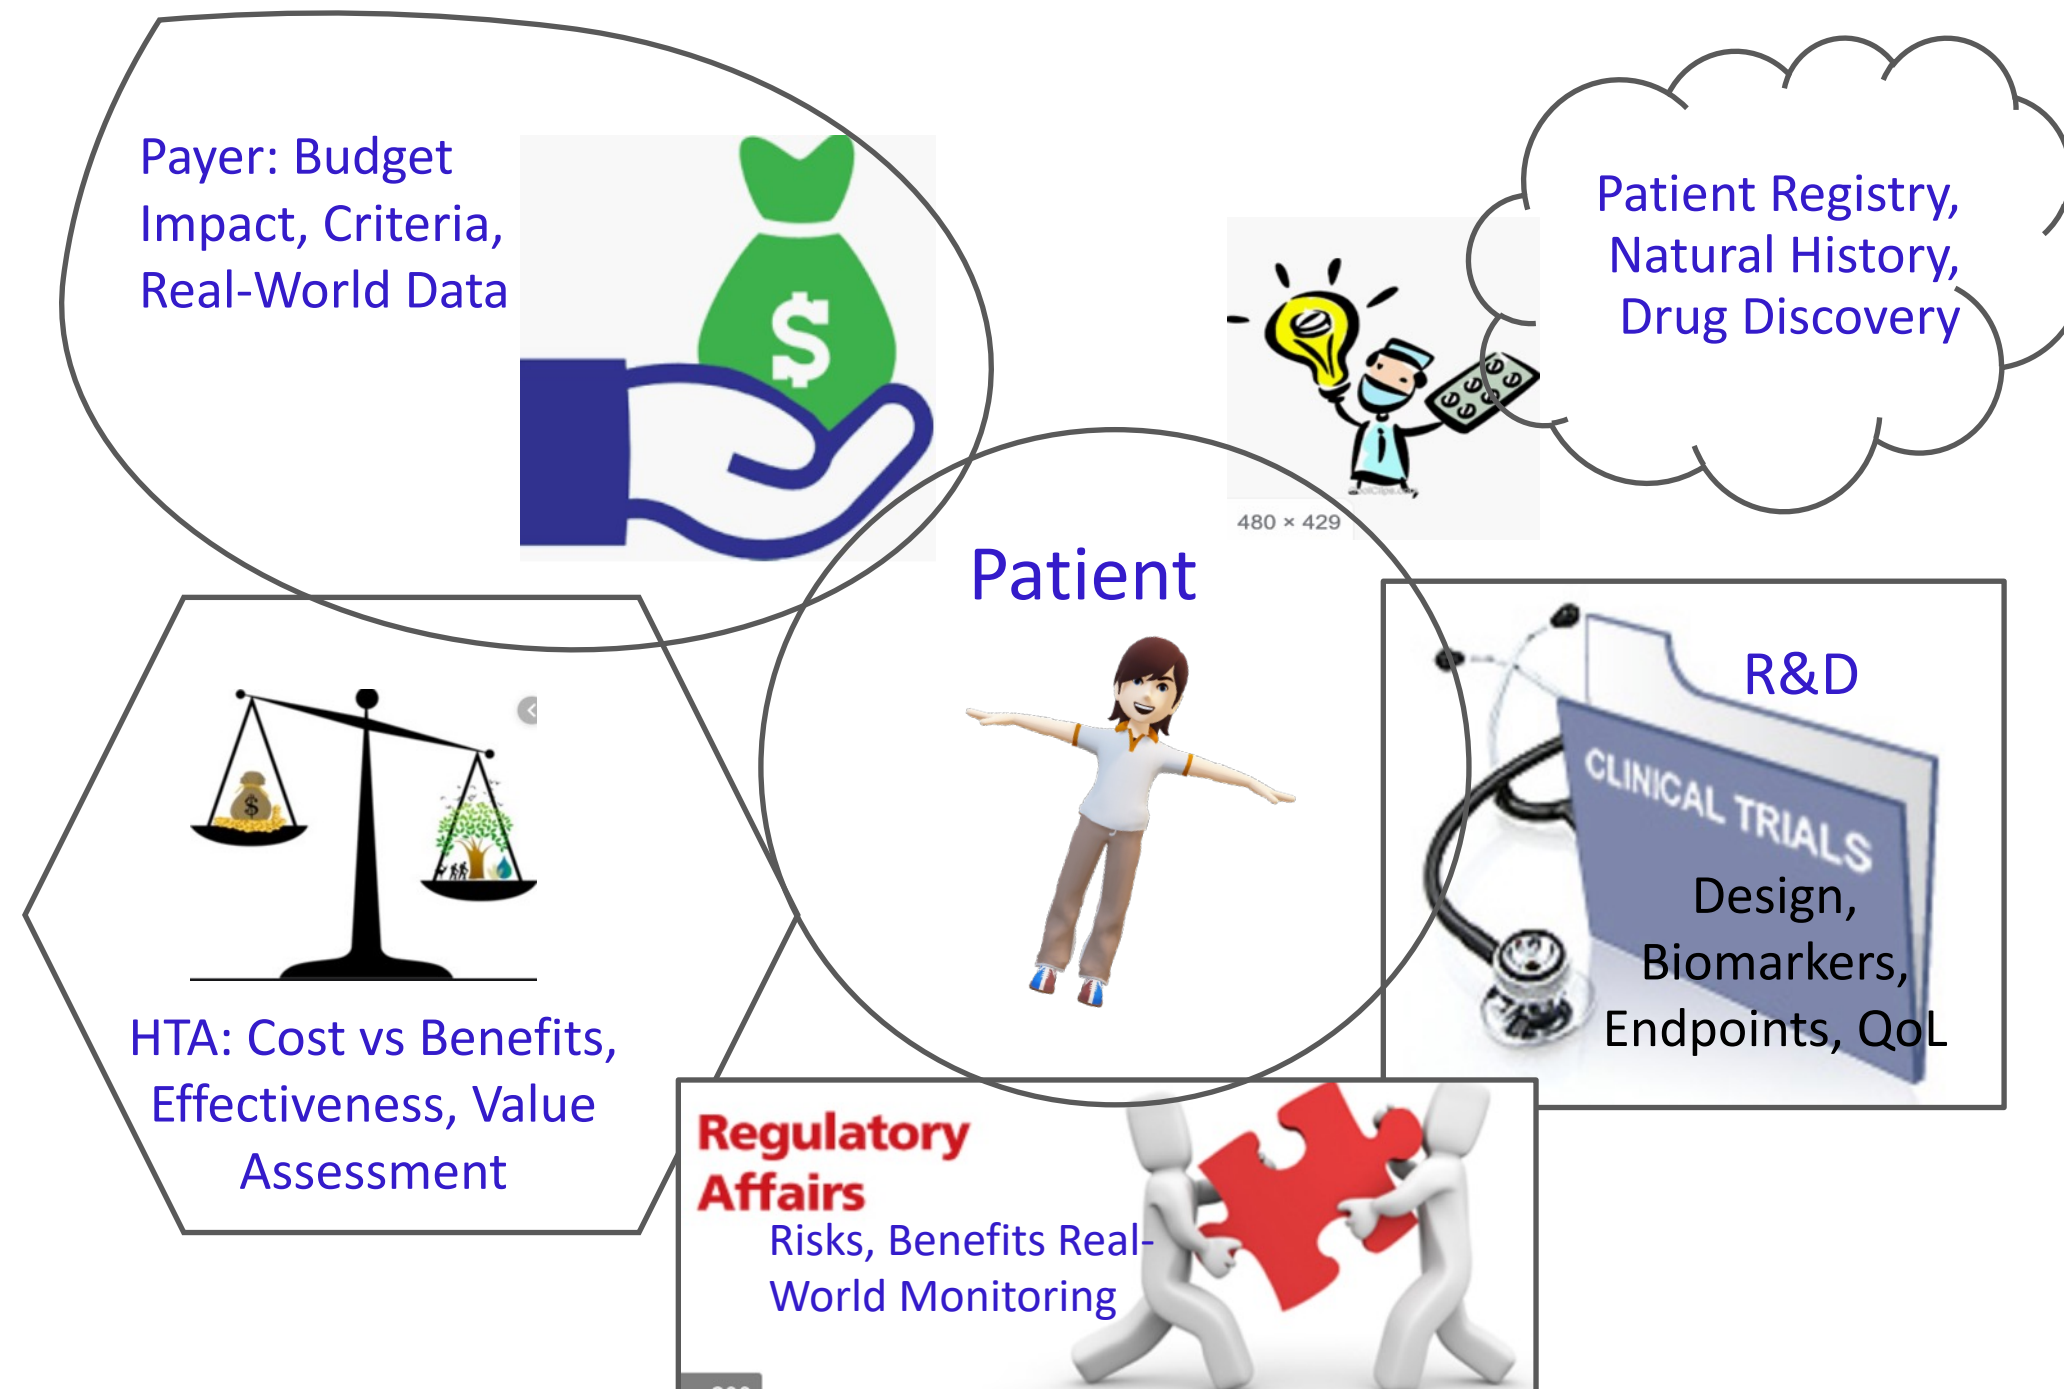 Payer: Budget
Impact, Criteria,
Real-World Data
$
Patient Registry,
Natural History,
Drug Discovery
480 × 429
Patient
R&D
CLINICAL TRIALS
Design,
Biomarkers,
Endpoints, QoL
$
HTA: Cost vs Benefits,
Effectiveness, Value
Assessment
Regulatory
Affairs
Risks, Benefits Real-
World Monitoring